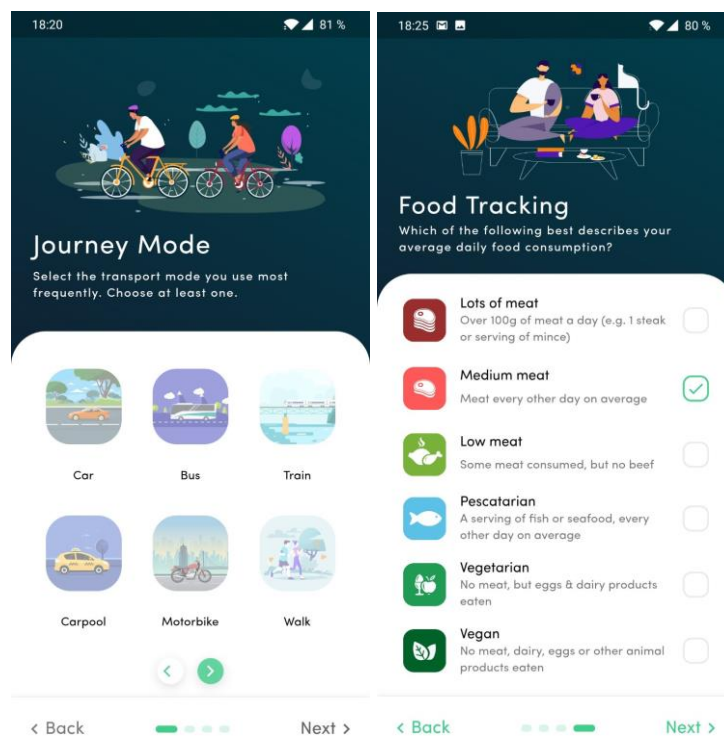 18:20
81 %
Journey Mode
Select the transport mode you use most
frequently. Choose at least one.
Car
Bus
Train
Carpool
Motorbike
Walk
< Back
Next >
18:25
80 %
Food Tracking
Which of the following best describes your
average daily food consumption?
Lots of meat
Over 100g of meat a day (e.g. 1 steak
or serving of mince)
Medium meat
Meat every other day on average
Low meat
Some meat consumed, but no beef
Pescatarian
A serving of fish or seafood, every
other day on average
Vegetarian
No meat, but eggs & dairy products
eaten
Vegan
No meat, dairy, eggs or other animal
products eaten
< Back
Next >